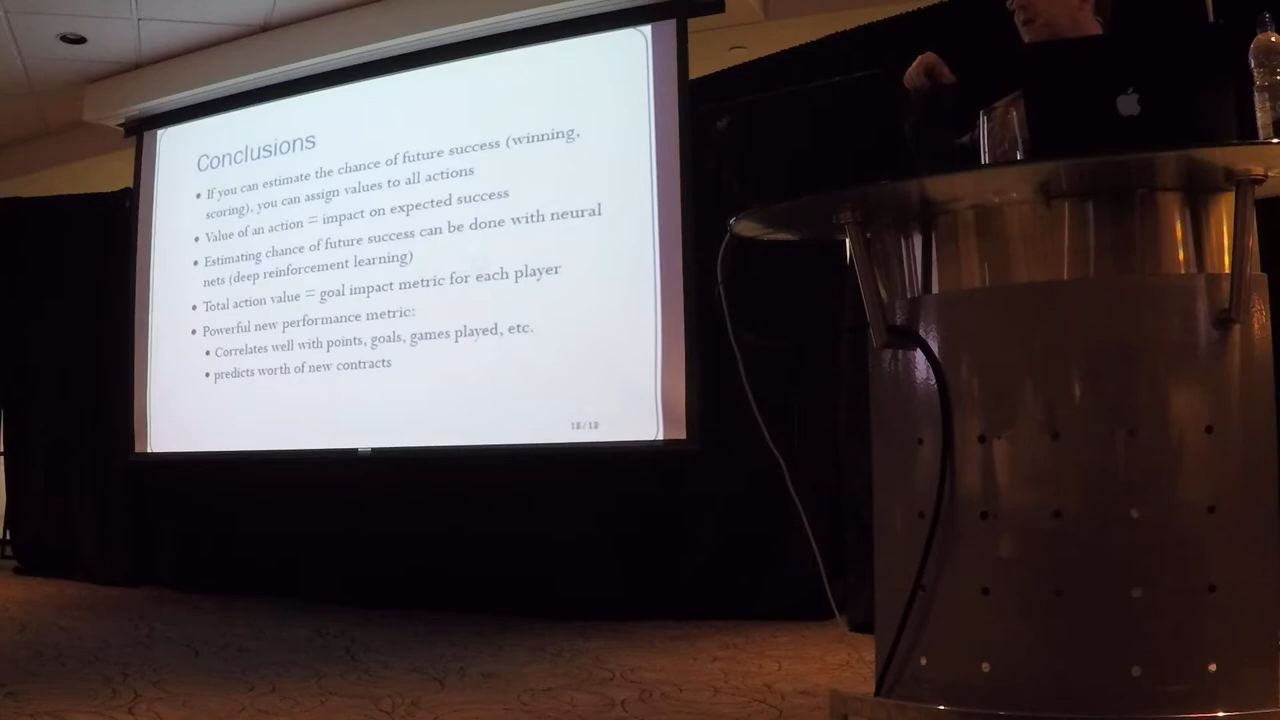 Conclusions
• If you can estimate the chance of future success (winning,
scoring), you can assign values to all actions
• Value of an action = impact on expected success
• Estimating chance of future success can be done with neural
nets (deep reinforcement learning)
• Total action value = goal impact metric for each player
• Powerful new performance metric:
• Correlates well with points, goals, games played, etc.
• predicts worth of new contracts
18/18